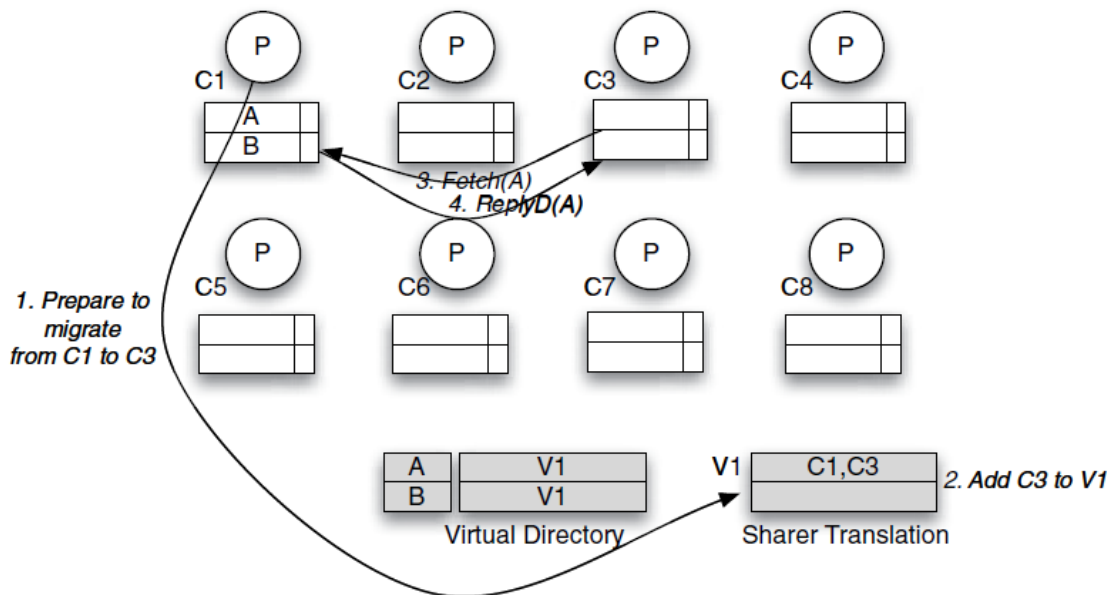 P P P P
C1 C2 C3 C4
A
B
3. Fetch(A)
4. ReplyD(A)
P P P P
C5 C6 C7 C8
1. Prepare to
migrate
from C1 to C3
A V1 V1 C1,C3
B V1 2. Add C3 to V1
Virtual Directory Sharer Translation